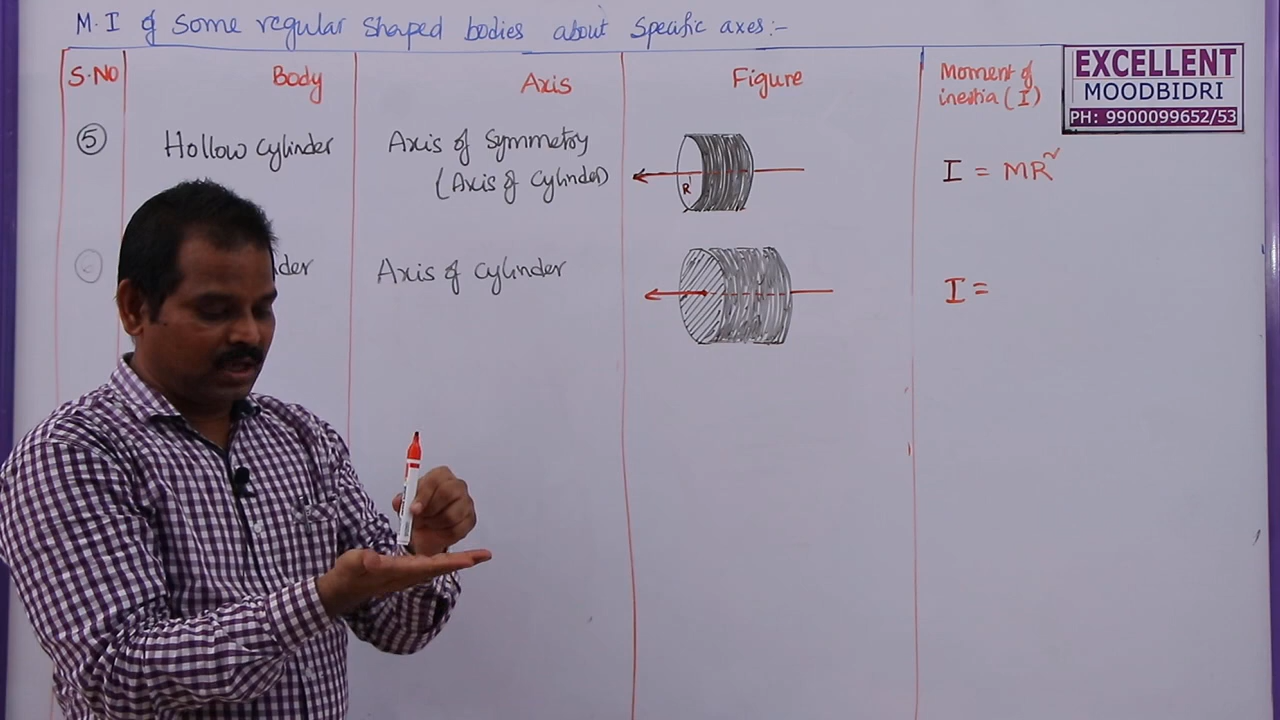 M.I of some regular shaped bodies about specific axes:-
S.No Body Axis Figure Moment of inertia (I)
5 Hollow cylinder Axis of symmetry (Axis of cylinder) R I = MR²
der Axis of cylinder I =
EXCELLENT
MOODBIDRI
PH: 9900099652/53